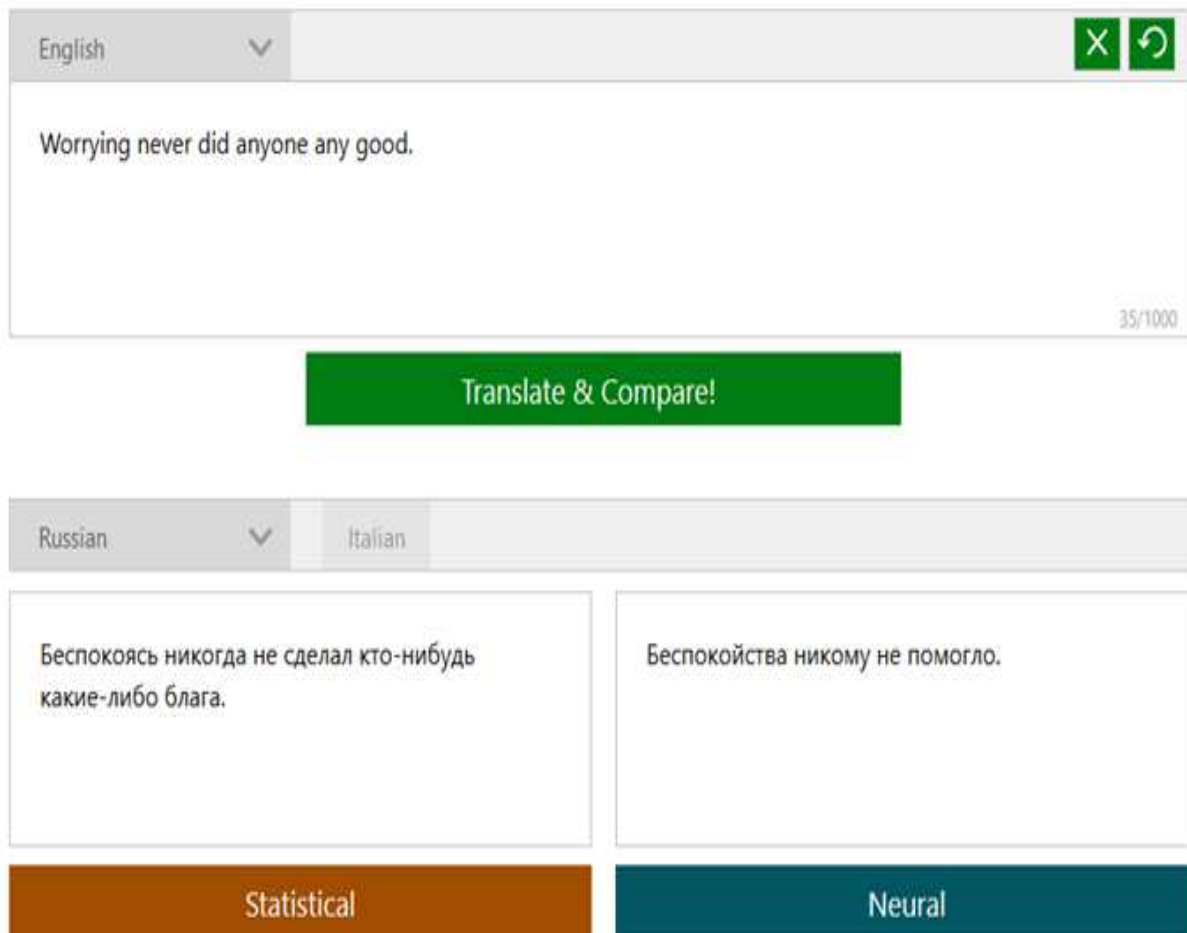 English
X
Worrying never did anyone any good.
35/1000
Translate & Compare!
Russian
Italian
Беспокоясь никогда не сделал кто-нибудь
какие-либо блага.
Беспокойства никому не помогло.
Statistical
Neural